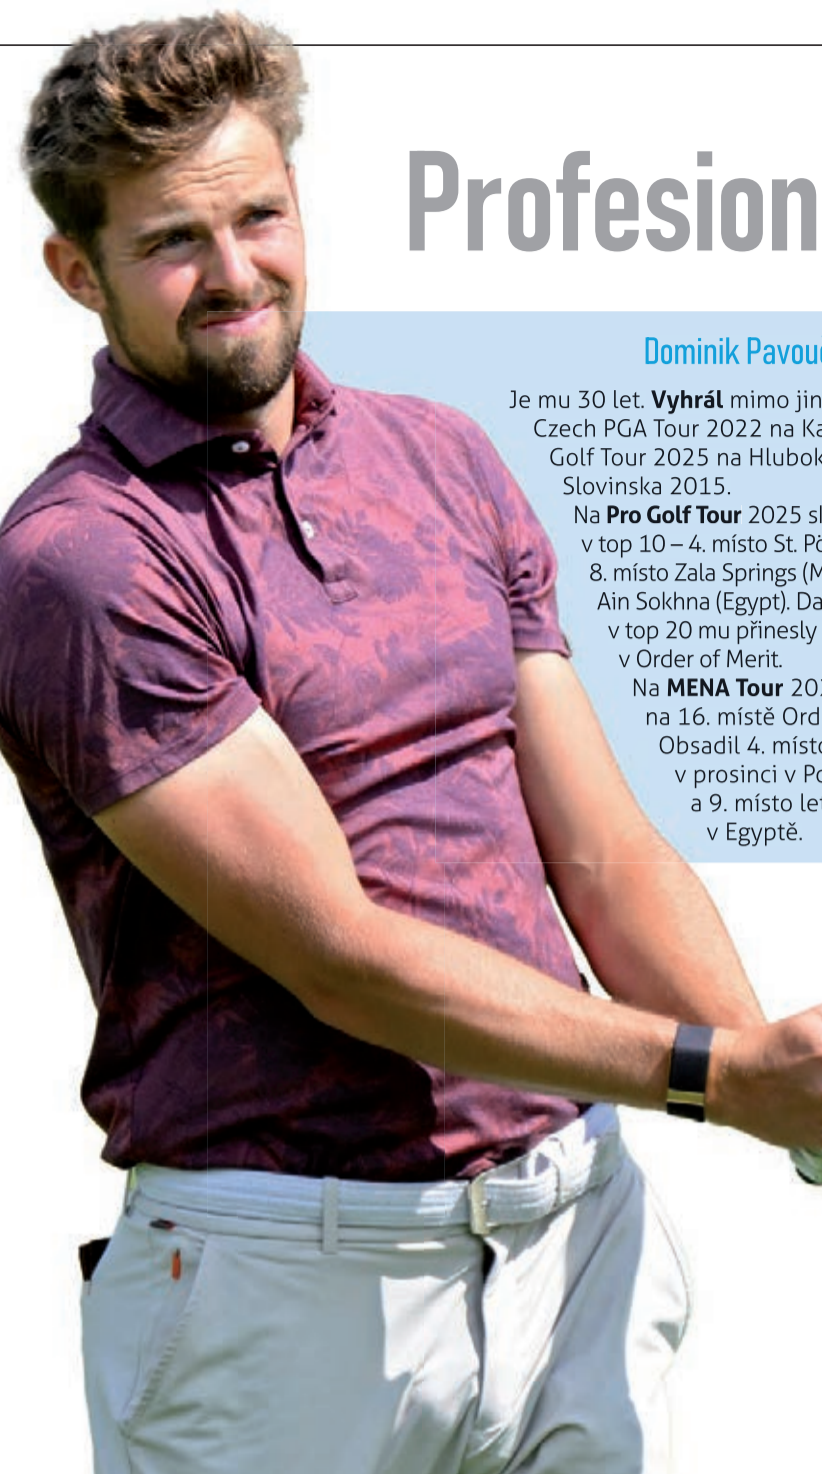 Profesion
Dominik Pavou
Je mu 30 let. Vyhrál mimo jin
Czech PGA Tour 2022 na Ka
Golf Tour 2025 na Hlubok
Slovinska 2015.
Na Pro Golf Tour 2025 sl
v top 10 – 4. místo St. Pö
8. místo Zala Springs (M
Ain Sokhna (Egypt). Da
v top 20 mu přinesly
v Order of Merit.
Na MENA Tour 202
na 16. místě Ord
Obsadil 4. místo
v prosinci v Po
a 9. místo let
v Egyptě.